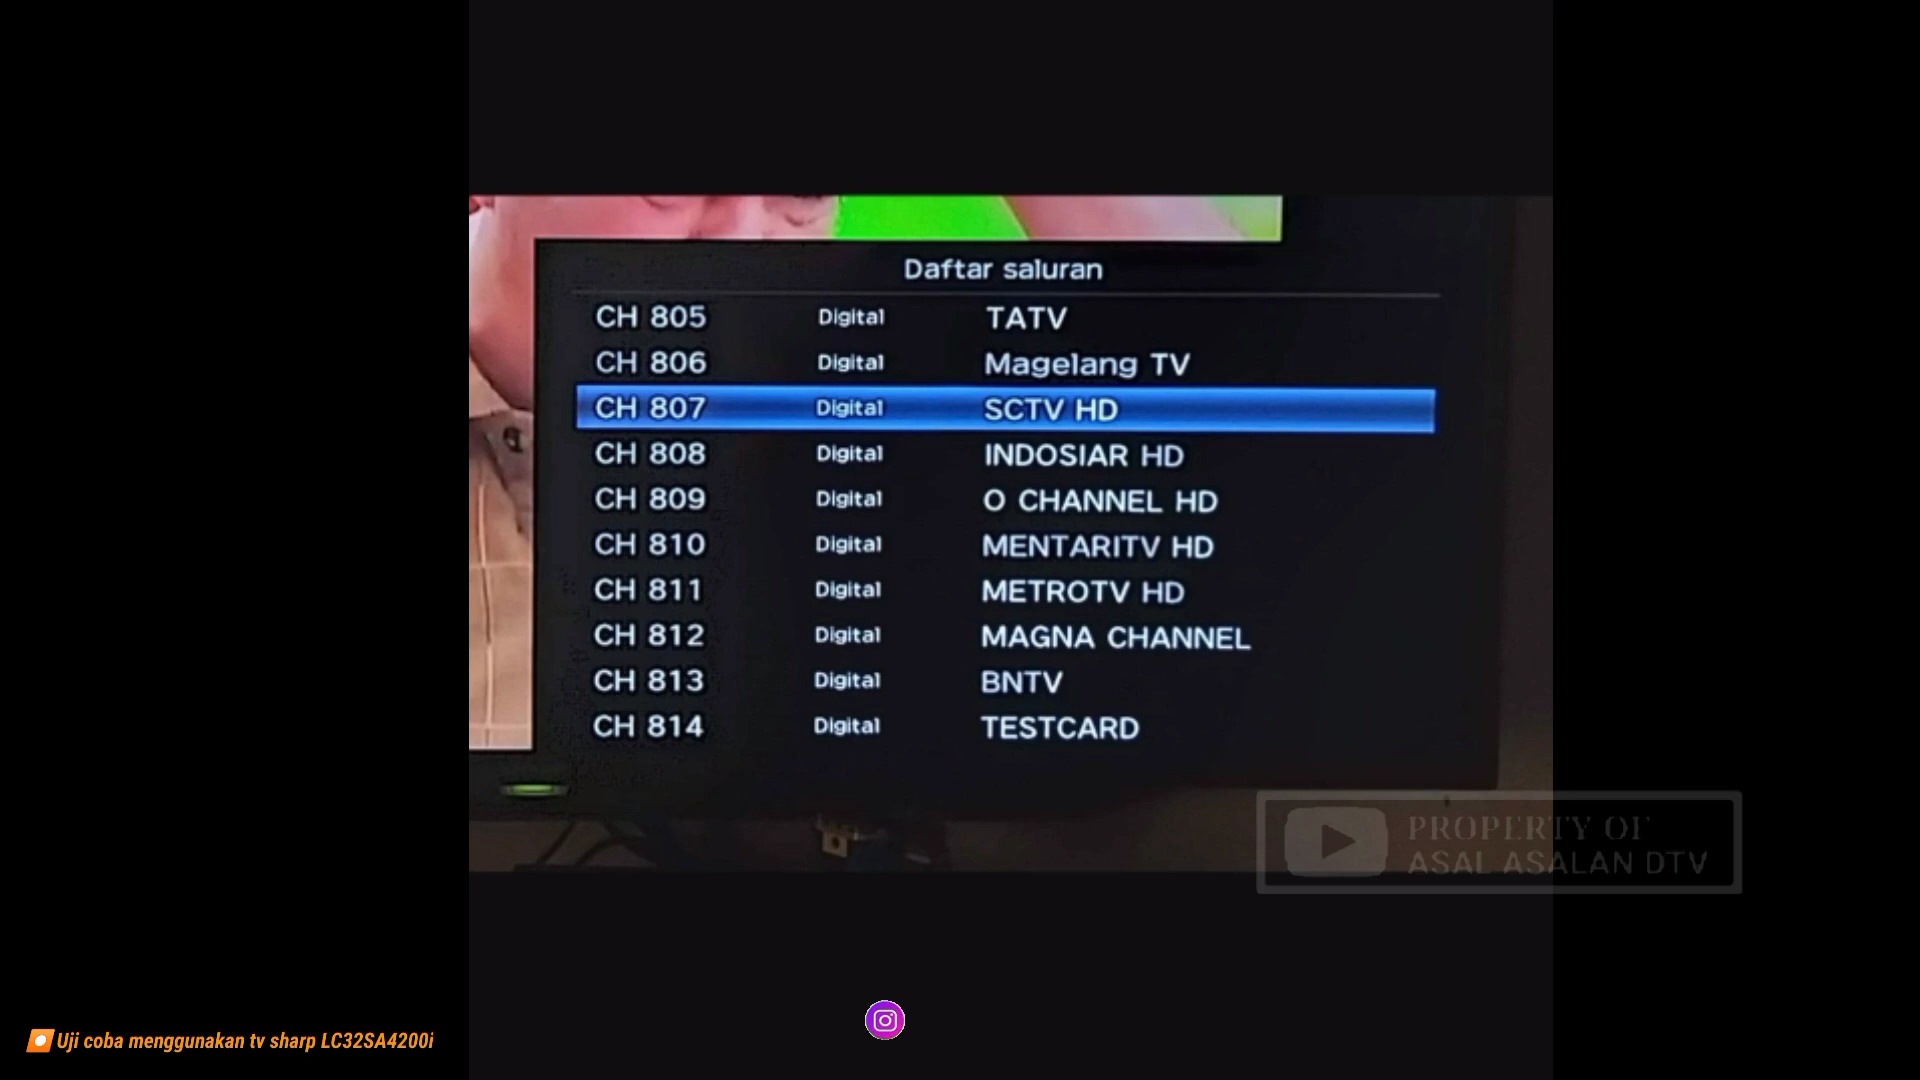 Daftar saluran
CH 805 Digital TATV
CH 806 Digital Magelang TV
CH 807 Digital SCTV HD
CH 808 Digital INDOSIAR HD
CH 809 Digital O CHANNEL HD
CH 810 Digital MENTARITV HD
CH 811 Digital METROTV HD
CH 812 Digital MAGNA CHANNEL
CH 813 Digital BNTV
CH 814 Digital TESTCARD
PROPERTY OF
ASAL ASALAN DTV
Uji coba menggunakan tv sharp LC32SA4200i